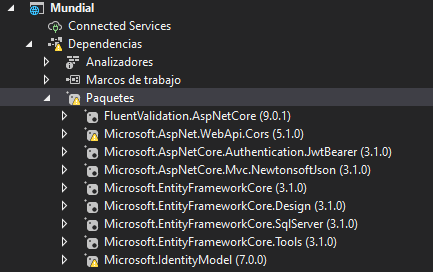 Mundial
Connected Services
Dependencias
Analizadores
Marcos de trabajo
Paquetes
FluentValidation.AspNetCore (9.0.1)
Microsoft.AspNet.WebApi.Cors (5.1.0)
Microsoft.AspNetCore.Authentication.JwtBearer (3.1.0)
Microsoft.AspNetCore.Mvc.NewtonsoftJson (3.1.0)
Microsoft.EntityFrameworkCore (3.1.0)
Microsoft.EntityFrameworkCore.Design (3.1.0)
Microsoft.EntityFrameworkCore.SqlServer (3.1.0)
Microsoft.EntityFrameworkCore.Tools (3.1.0)
Microsoft.IdentityModel (7.0.0)